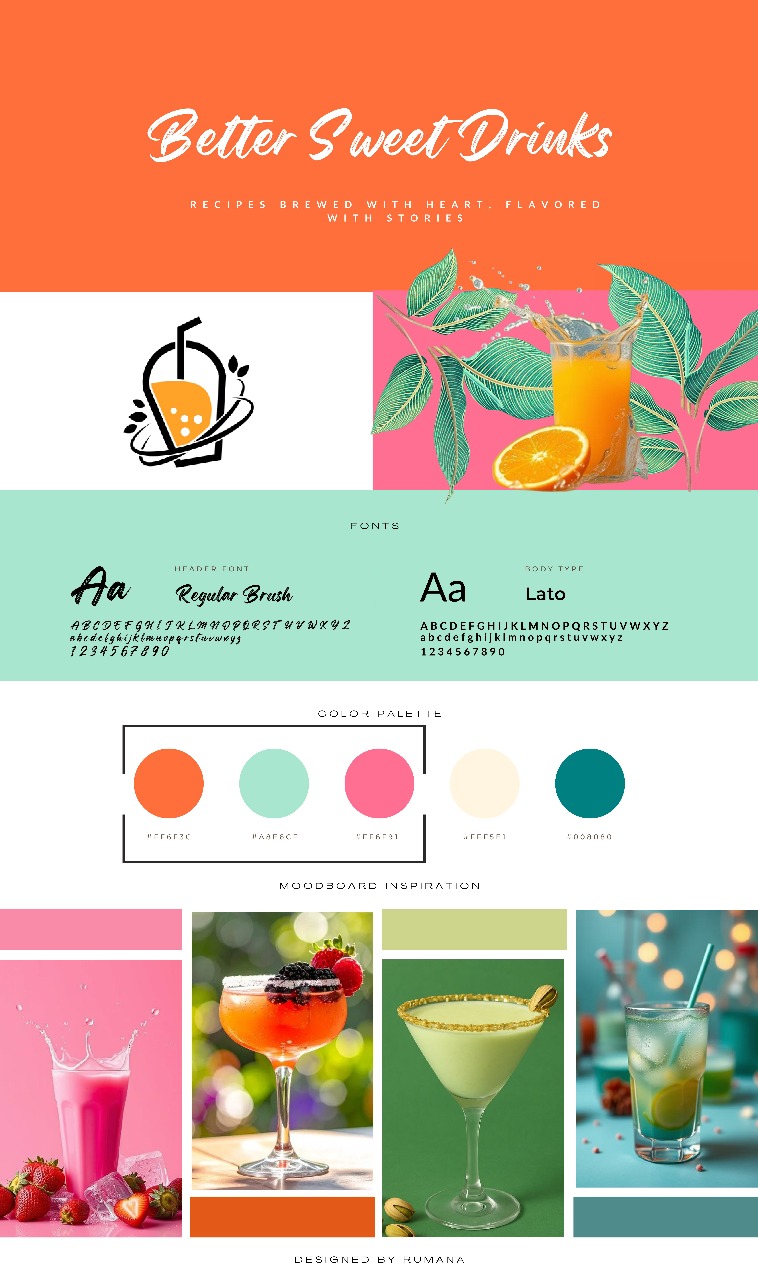 Better Sweet Drinks
RECIPES BREWED WITH HEART, FLAVORED
WITH STORIES
FONTS
Aa
HEADER FONT
Regular Brush
ABCDEFGHIJKLMNOPQRSTUVWXYZ
abcdefghijklmnopqrstuvwxyz
1234567890
Aa
BODY TYPE
Lato
ABCDEFGHIJKLMNOPQRSTUVWXYZ
abcdefghijklmnopqrstuvwxyz
1234567890
COLOR PALETTE
#FF6F3C #A8E6CF #FF6F91 #008080
MOODBOARD INSPIRATION
DESIGNED BY RUMANA